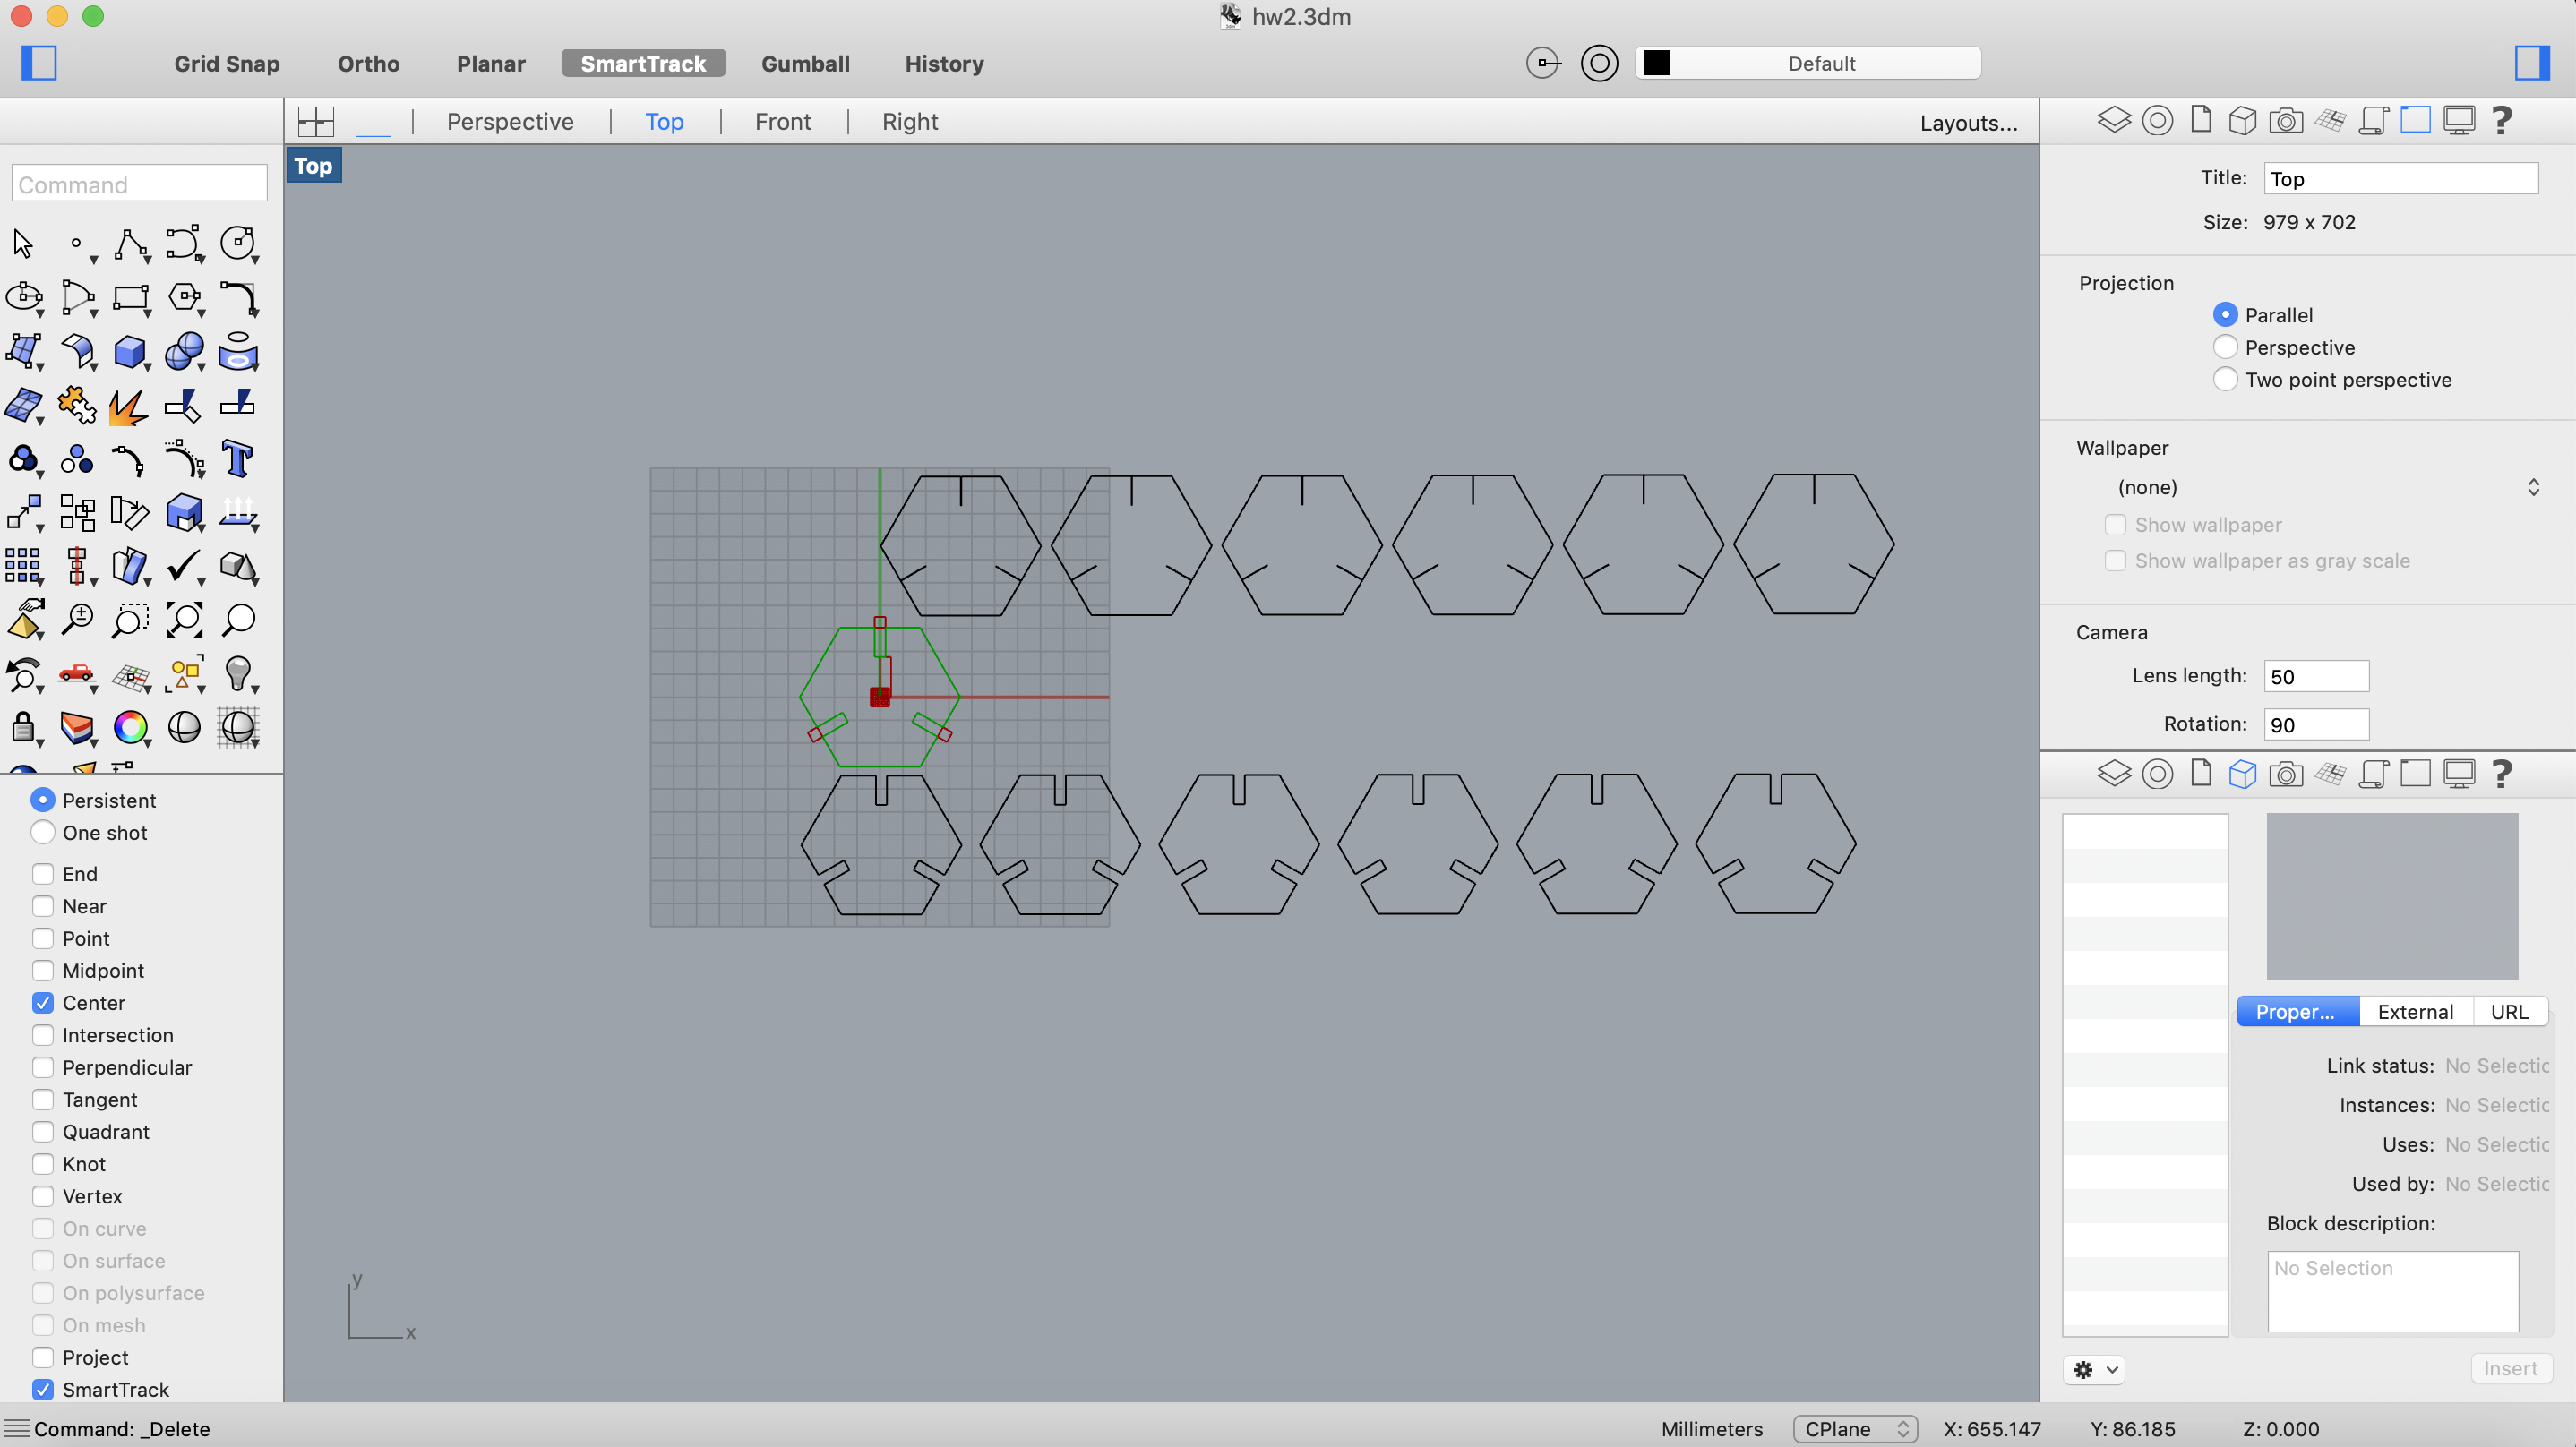 hw2.3dm
Grid Snap Ortho Planar SmartTrack Gumball History Default
Perspective Top Front Right Layouts...
Top
Command
Title: Top
Size: 979 x 702
Projection
Parallel
Perspective
Two point perspective
Wallpaper
(none)
Show wallpaper
Show wallpaper as gray scale
Camera
Lens length: 50
Rotation: 90
Persistent
One shot
End
Near
Point
Midpoint
Center
Intersection
Perpendicular
Tangent
Quadrant
Knot
Vertex
On curve
On surface
On polysurface
On mesh
Project
SmartTrack
y
x
Proper... External URL
Link status: No Selectic
Instances: No Selectic
Uses: No Selectic
Used by: No Selectic
Block description:
No Selection
Insert
Command: _Delete
Millimeters CPlane X: 655.147 Y: 86.185 Z: 0.000